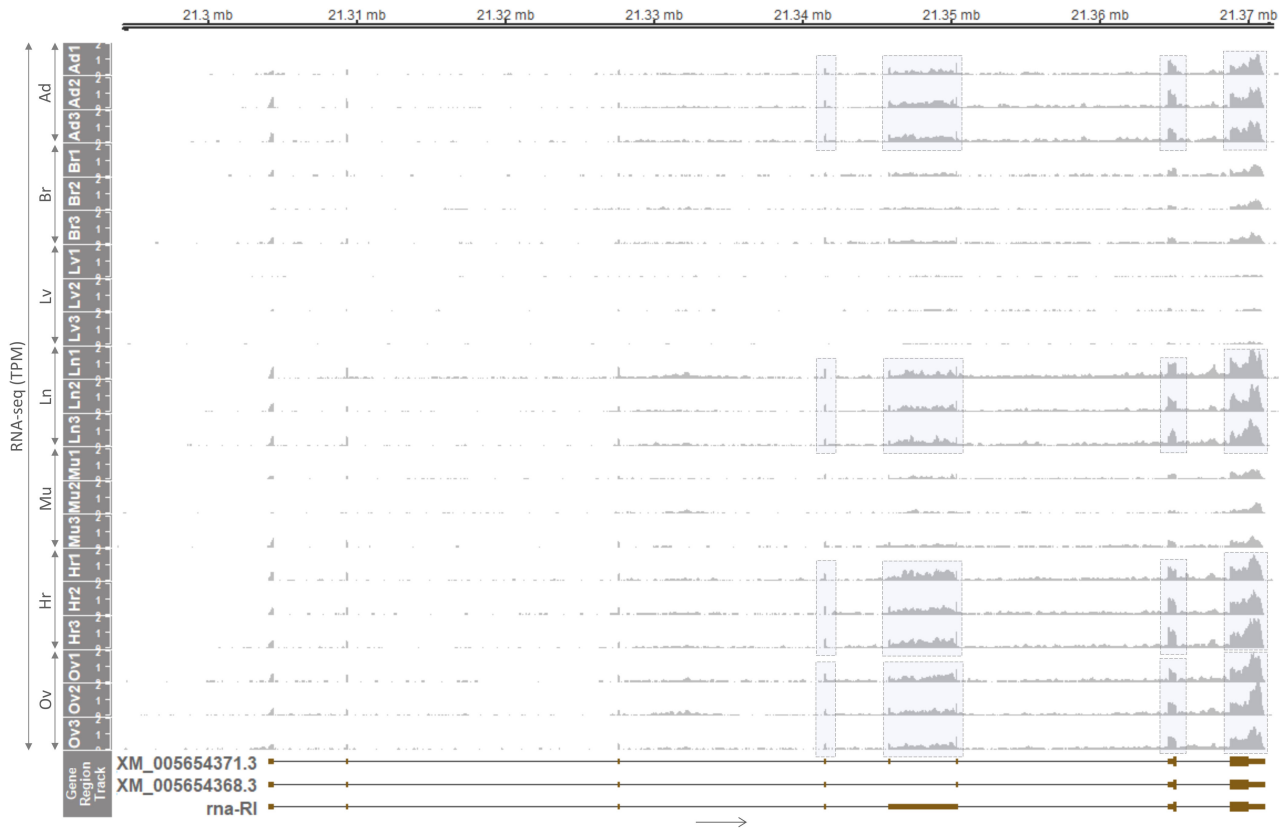 21.3 mb 21.31 mb 21.32 mb 21.33 mb 21.34 mb 21.35 mb 21.36 mb 21.37 mb
RNA-seq (TPM)
Ad
Ad1
Ad2
Ad3
Br
Br1
Br2
Br3
Lv
Lv1
Lv2
Lv3
Ln
Ln1
Ln2
Ln3
Mu
Mu1
Mu2
Mu3
Hr
Hr1
Hr2
Hr3
Ov
Ov1
Ov2
Ov3
Gene
Region
Track
XM_005654371.3
XM_005654368.3
rna-RI